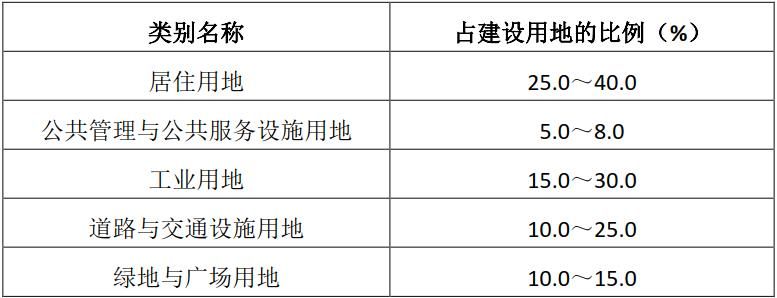 类别名称 占建设用地的比例（%）
居住用地 25.0～40.0
公共管理与公共服务设施用地 5.0～8.0
工业用地 15.0～30.0
道路与交通设施用地 10.0～25.0
绿地与广场用地 10.0～15.0